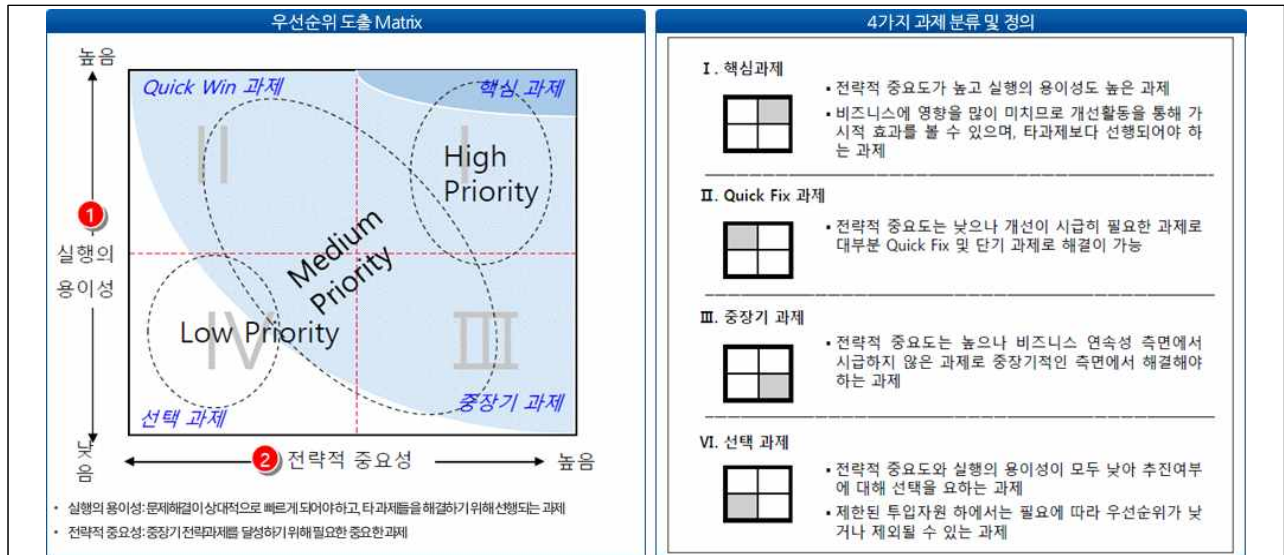 우선순위 도출 Matrix
높음
Quick Win 과제
핵심 과제
II
I
High
Priority
1
실행의
용이성
Medium
Priority
Low Priority
IV
III
선택 과제
중장기 과제
낮
음
2 전략적 중요성
높음
• 실행의 용이성: 문제해결이 상대적으로 빠르게 되어야 하고, 타 과제들을 해결하기 위해 선행되는 과제
• 전략적 중요성: 중장기 전략과제를 달성하기 위해 필요한 중요한 과제
4가지 과제 분류 및 정의
I. 핵심과제
▪ 전략적 중요도가 높고 실행의 용이성도 높은 과제
▪ 비즈니스에 영향을 많이 미치므로 개선활동을 통해 가
시적 효과를 볼 수 있으며, 타과제보다 선행되어야 하
는 과제
II. Quick Fix 과제
▪ 전략적 중요도는 낮으나 개선이 시급히 필요한 과제로
대부분 Quick Fix 및 단기 과제로 해결이 가능
III. 중장기 과제
▪ 전략적 중요도는 높으나 비즈니스 연속성 측면에서
시급하지 않은 과제로 중장기적인 측면에서 해결해야
하는 과제
VI. 선택 과제
▪ 전략적 중요도와 실행의 용이성이 모두 낮아 추진여부
에 대해 선택을 요하는 과제
▪ 제한된 투입자원 하에서는 필요에 따라 우선순위가 낮
거나 제외될 수 있는 과제